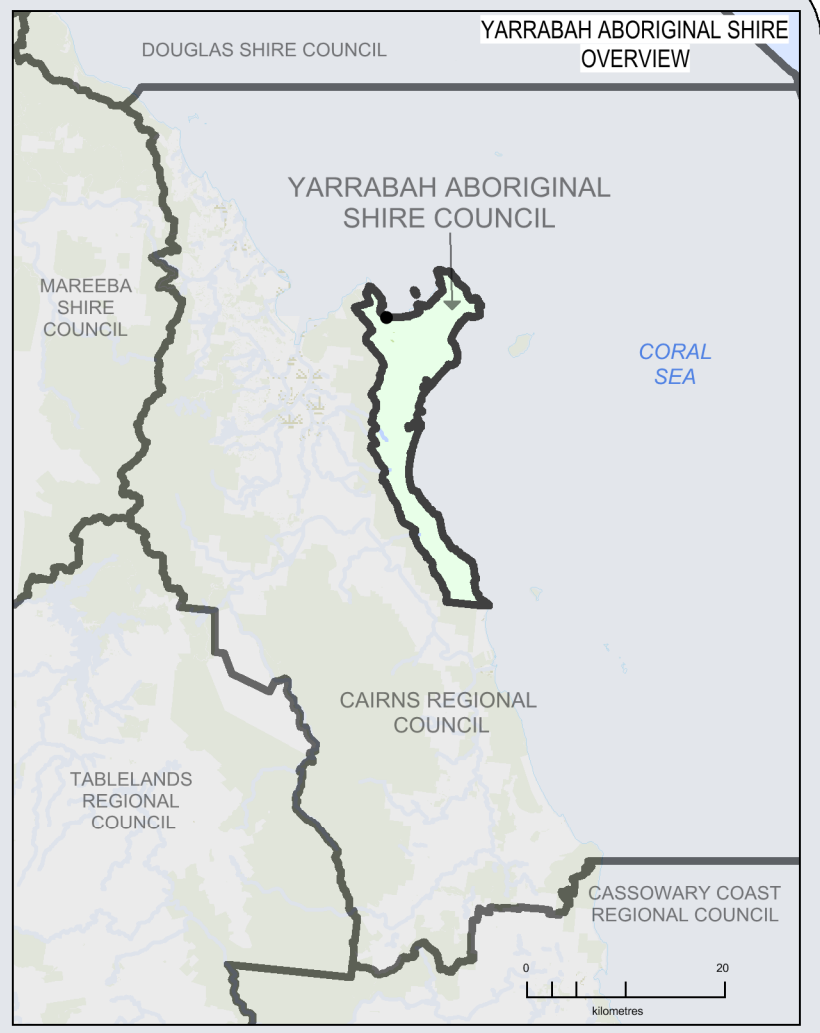 YARRABAH ABORIGINAL SHIRE
OVERVIEW
DOUGLAS SHIRE COUNCIL
YARRABAH ABORIGINAL
SHIRE COUNCIL
MAREEBA
SHIRE
COUNCIL
CORAL
SEA
CAIRNS REGIONAL
COUNCIL
TABLELANDS
REGIONAL
COUNCIL
CASSOWARY COAST
REGIONAL COUNCIL
0 20
kilometres